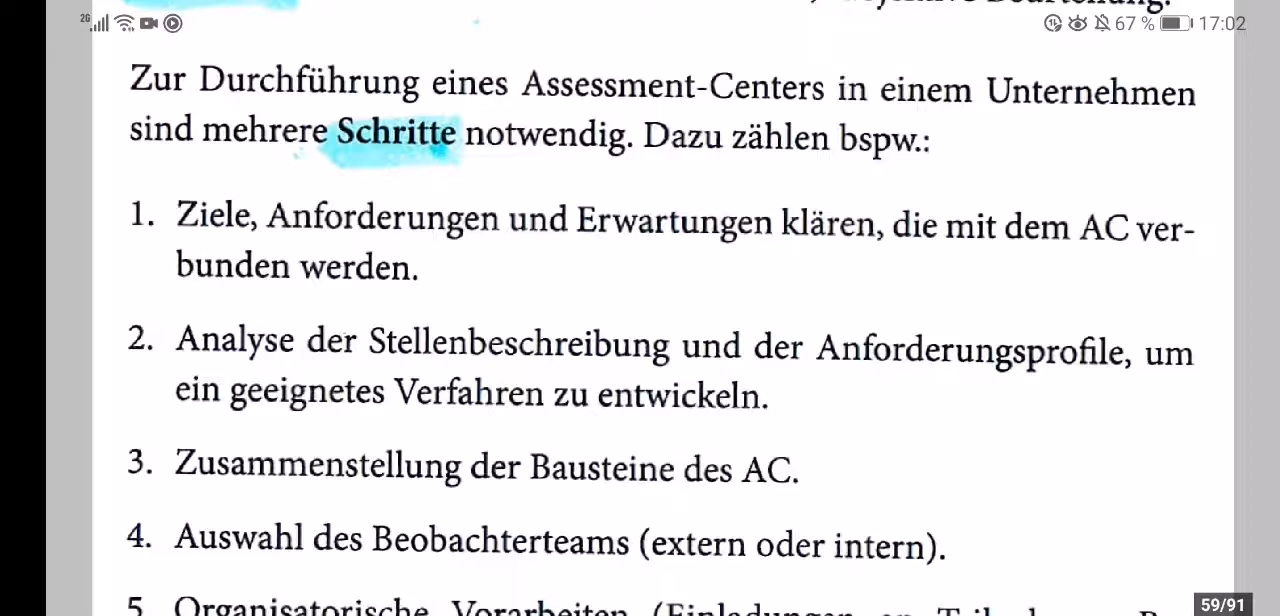 2G 67 % 17:02
Zur Durchführung eines Assessment-Centers in einem Unternehmen
sind mehrere Schritte notwendig. Dazu zählen bspw.:
1. Ziele, Anforderungen und Erwartungen klären, die mit dem AC ver-
bunden werden.
2. Analyse der Stellenbeschreibung und der Anforderungsprofile, um
ein geeignetes Verfahren zu entwickeln.
3. Zusammenstellung der Bausteine des AC.
4. Auswahl des Beobachterteams (extern oder intern).
5 Organisatorische Vorarbeiten (Einladungen
59/91